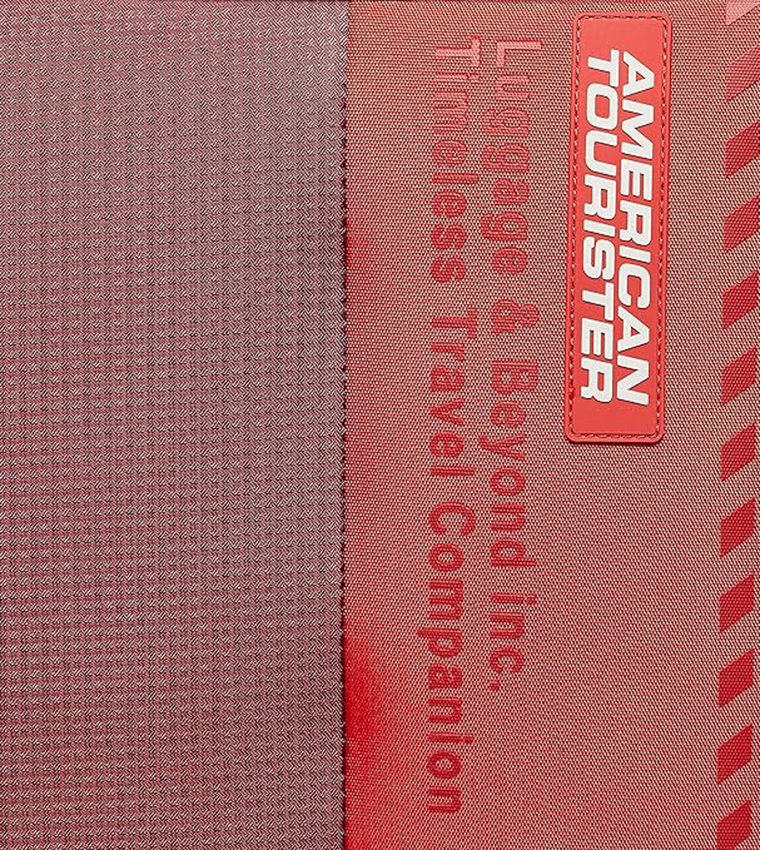 AMERICAN
TOURISTER
Luggage & Beyond inc.
Timeless Travel Companion